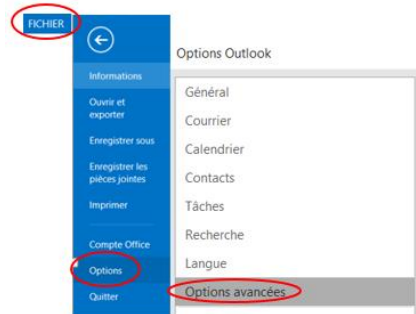 FICHIER
Informations
Ouvrir et
exporter
Enregistrer sous
Enregistrer les
pièces jointes
Imprimer
Compte Office
Options
Quitter
Options Outlook
Général
Courrier
Calendrier
Contacts
Tâches
Recherche
Langue
Options avancées